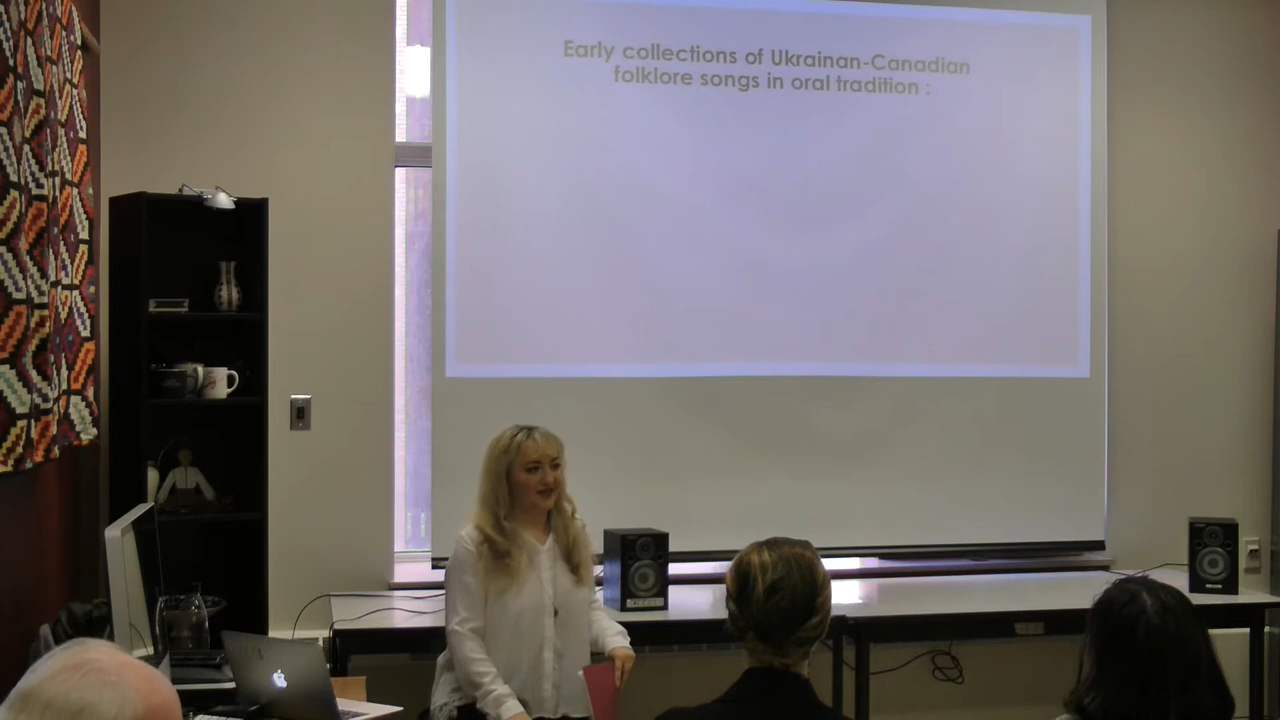 Early collections of Ukrainan-Canadian
folklore songs in oral tradition :